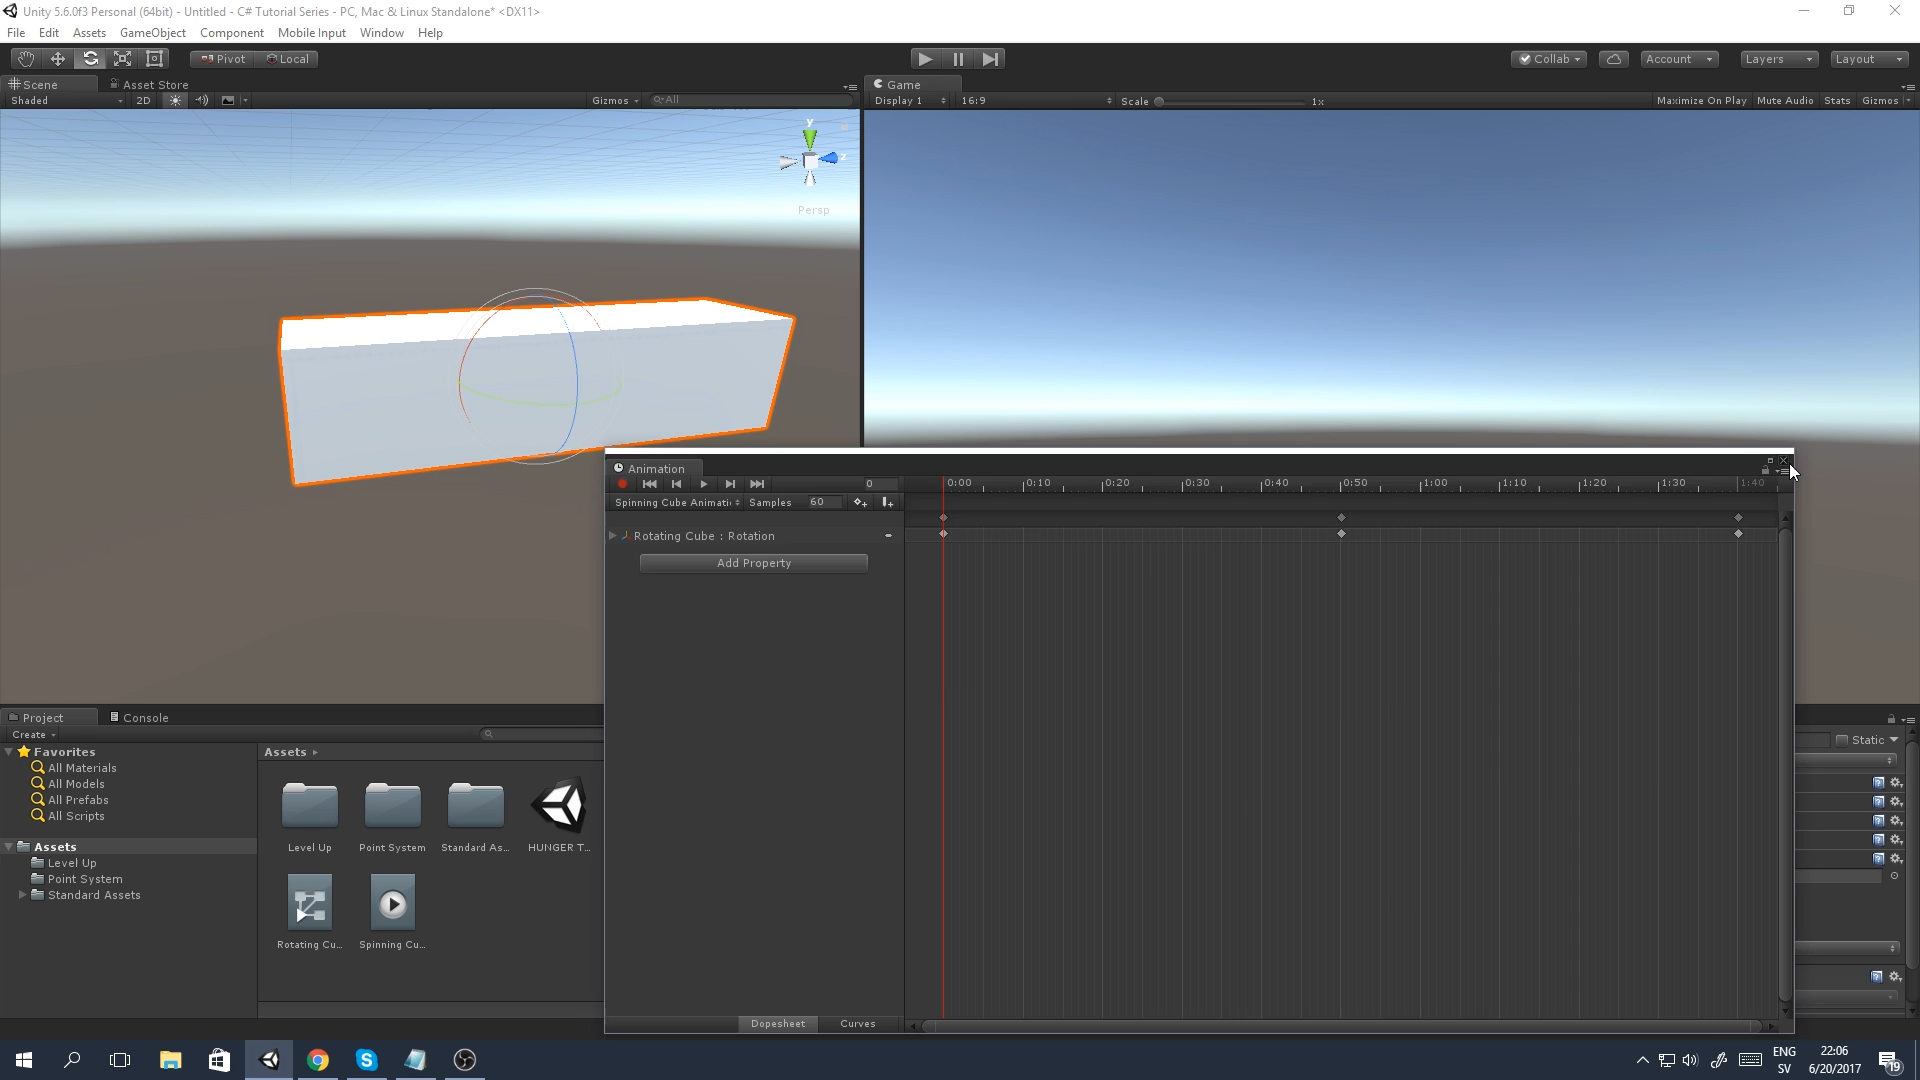 Unity 5.6.0f3 Personal (64bit) - Untitled - C# Tutorial Series - PC, Mac & Linux Standalone* <DX11>
File Edit Assets GameObject Component Mobile Input Window Help
Pivot Local
Collab Account Layers Layout
Scene Asset Store
Game
Shaded 2D Gizmos All
Display 1 16:9 Scale 1x Maximize On Play Mute Audio Stats Gizmos
y
z
Persp
Animation
0
0:00 0:10 0:20 0:30 0:40 0:50 1:00 1:10 1:20 1:30 1:40
Spinning Cube Animati Samples 60
Rotating Cube : Rotation
Add Property
Dopesheet Curves
Project Console
Create
Static
Favorites
All Materials
All Models
All Prefabs
All Scripts
Assets
Level Up
Point System
Standard Assets
Assets
Level Up Point System Standard As... HUNGER T...
Rotating Cu... Spinning Cu...
ENG
SV
22:06
6/20/2017
19